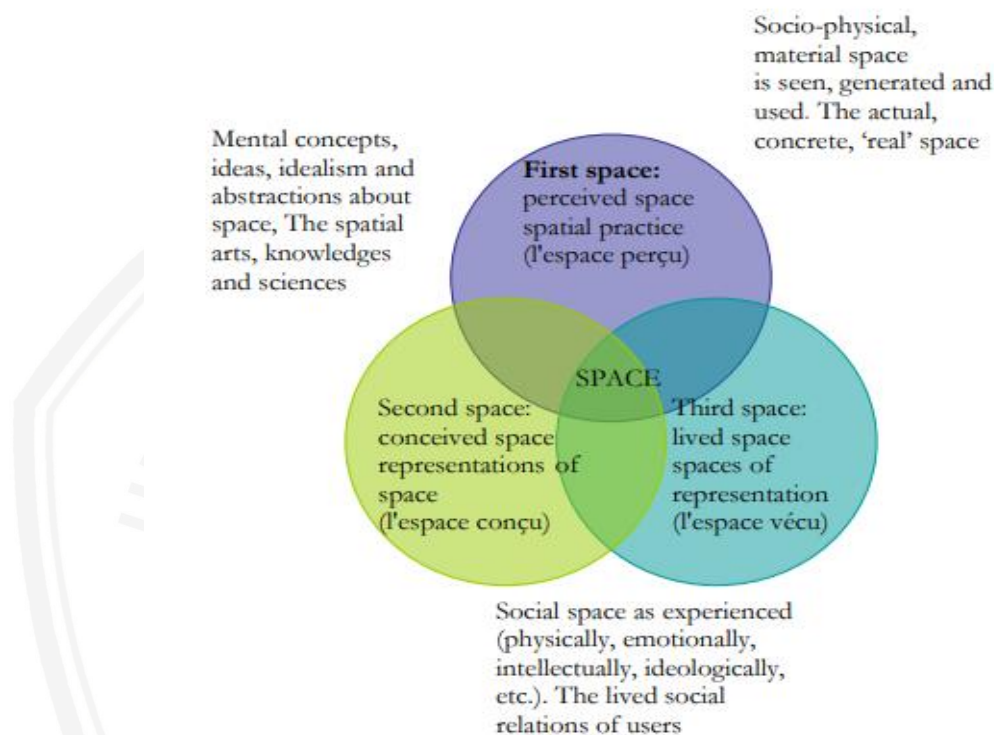 Socio-physical,
material space
is seen, generated and
used. The actual,
concrete, ‘real’ space
Mental concepts,
ideas, idealism and
abstractions about
space, The spatial
arts, knowledges
and sciences
First space:
perceived space
spatial practice
(l'espace perçu)
SPACE
Second space:
conceived space
representations of
space
(l'espace conçu)
Third space:
lived space
spaces of
representation
(l'espace vécu)
Social space as experienced
(physically, emotionally,
intellectually, ideologically,
etc.). The lived social
relations of users